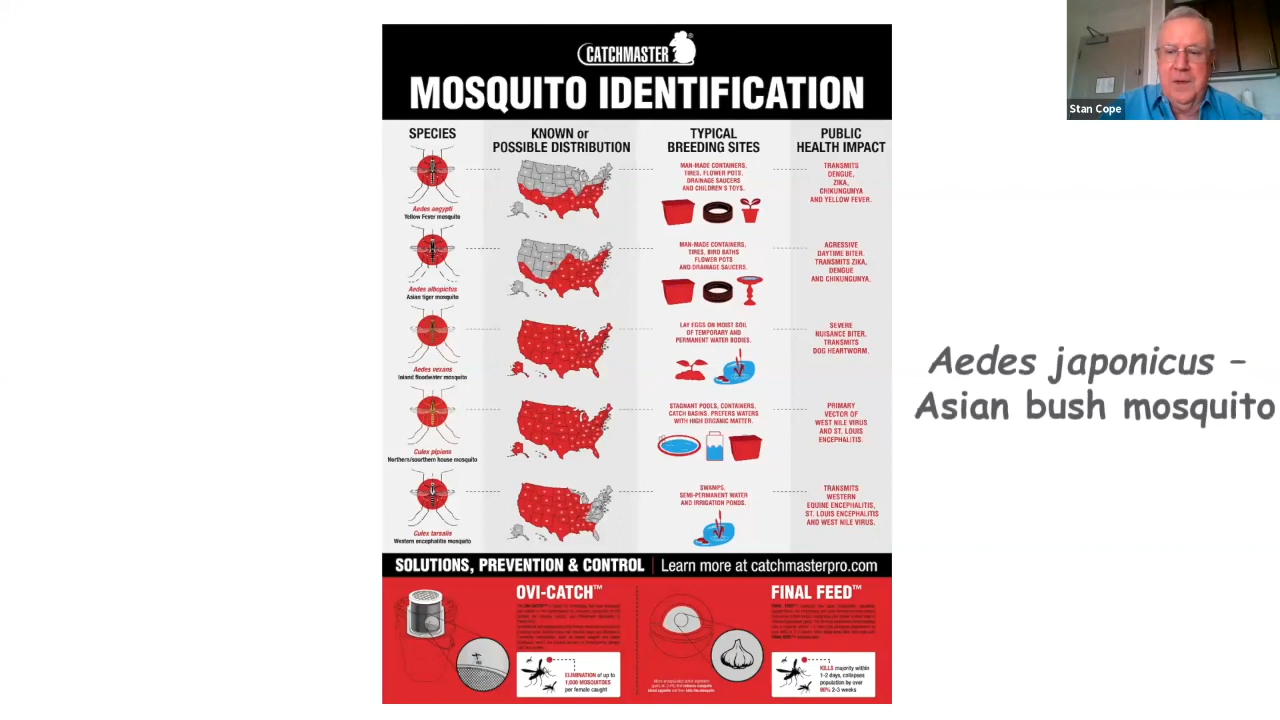 CATCHMASTER®
MOSQUITO IDENTIFICATION
SPECIES
KNOWN or
POSSIBLE DISTRIBUTION
TYPICAL
BREEDING SITES
PUBLIC
HEALTH IMPACT
Aedes aegypti
Yellow Fever mosquito
MAN-MADE CONTAINERS,
TIRES, FLOWER POTS,
DRAINAGE SAUCERS
AND CHILDREN'S TOYS.
TRANSMITS
DENGUE,
ZIKA,
CHIKUNGUNYA
AND YELLOW FEVER.
Aedes albopictus
Asian tiger mosquito
MAN-MADE CONTAINERS,
TIRES, BIRD BATHS
FLOWER POTS
AND DRAINAGE SAUCERS.
AGRESSIVE
DAYTIME BITER.
TRANSMITS ZIKA,
DENGUE
AND CHIKUNGUNYA.
Aedes vexans
Inland floodwater mosquito
LAY EGGS ON MOIST SOIL
OF TEMPORARY AND
PERMANENT WATER BODIES.
SEVERE
NUISANCE BITER.
TRANSMITS
DOG HEARTWORM.
Culex pipiens
Northern/sourthern house mosquito
STAGNANT POOLS, CONTAINERS,
CATCH BASINS. PREFERS WATERS
WITH HIGH ORGANIC MATTER.
PRIMARY
VECTOR OF
WEST NILE VIRUS
AND ST. LOUIS
ENCEPHALITIS.
Culex tarsalis
Western encephalitis mosquito
SWAMPS,
SEMI-PERMANENT WATER
AND IRRIGATION PONDS.
TRANSMITS
WESTERN
EQUINE ENCEPHALITIS,
ST. LOUIS ENCEPHALITIS
AND WEST NILE VIRUS.
SOLUTIONS, PREVENTION & CONTROL | Learn more at catchmasterpro.com
OVI-CATCH™
ELIMINATION of up to
1,000 MOSQUITOES
per female caught
FINAL FEED™
KILLS majority within
1-2 days, collapses
population by over
90% 2-3 weeks
Aedes japonicus –
Asian bush mosquito
Stan Cope